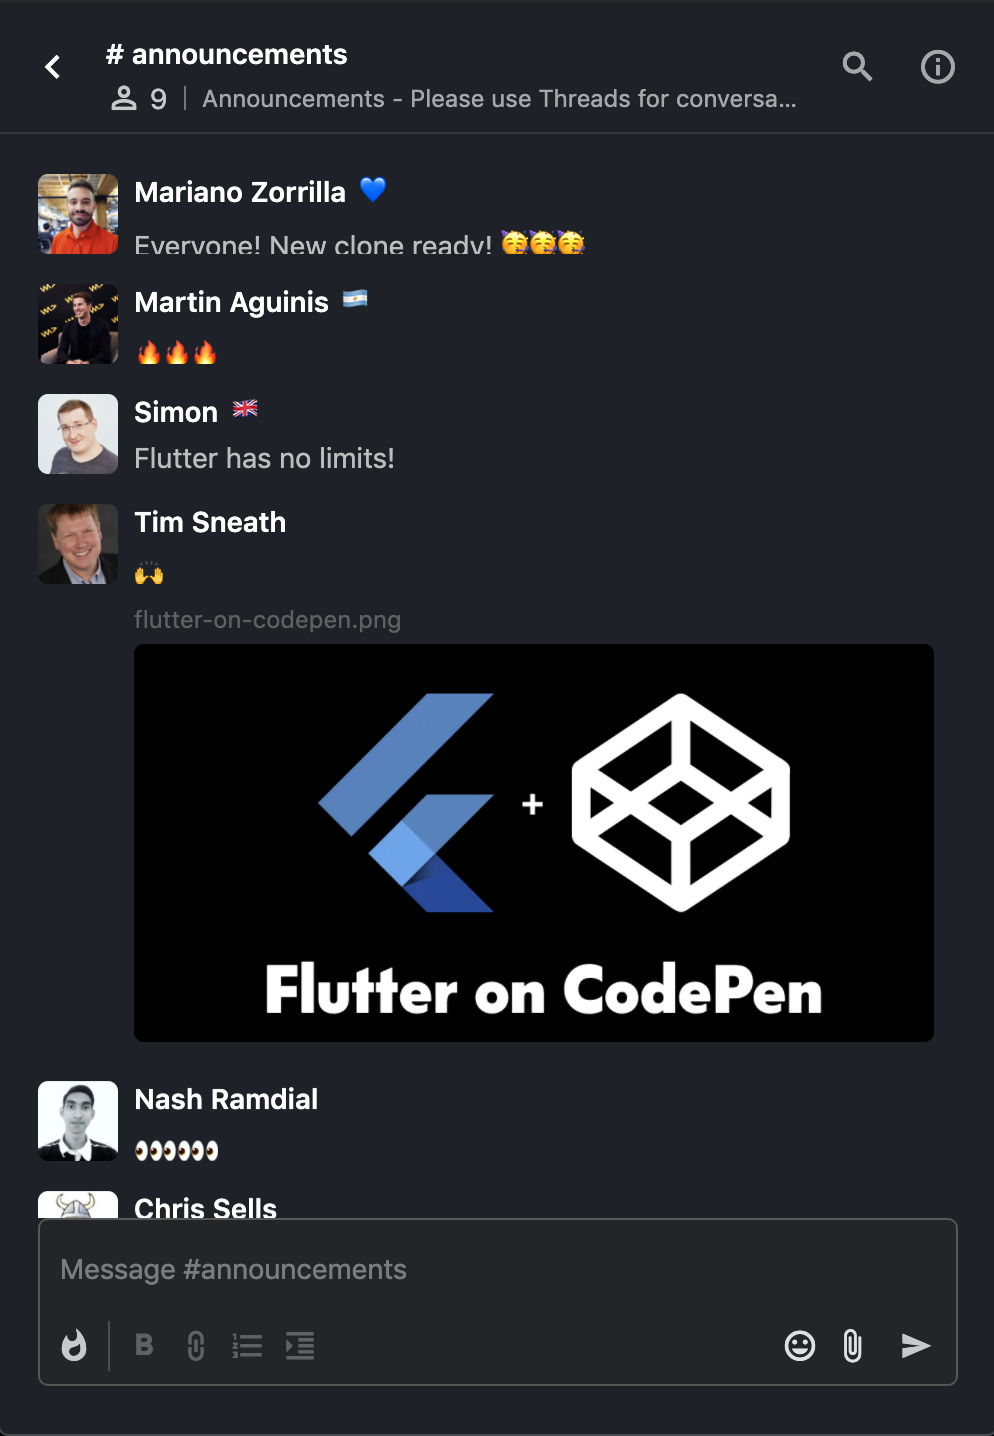 # announcements
9 | Announcements - Please use Threads for conversa...
Mariano Zorrilla 💙
Everyone! New clone ready! 🥳🥳🥳
Martin Aguinis 🇦🇷
🔥🔥🔥
Simon 🇬🇧
Flutter has no limits!
Tim Sneath
🙌
flutter-on-codepen.png
+
Flutter on CodePen
Nash Ramdial
👀👀👀
Chris Sells
Message #announcements
B